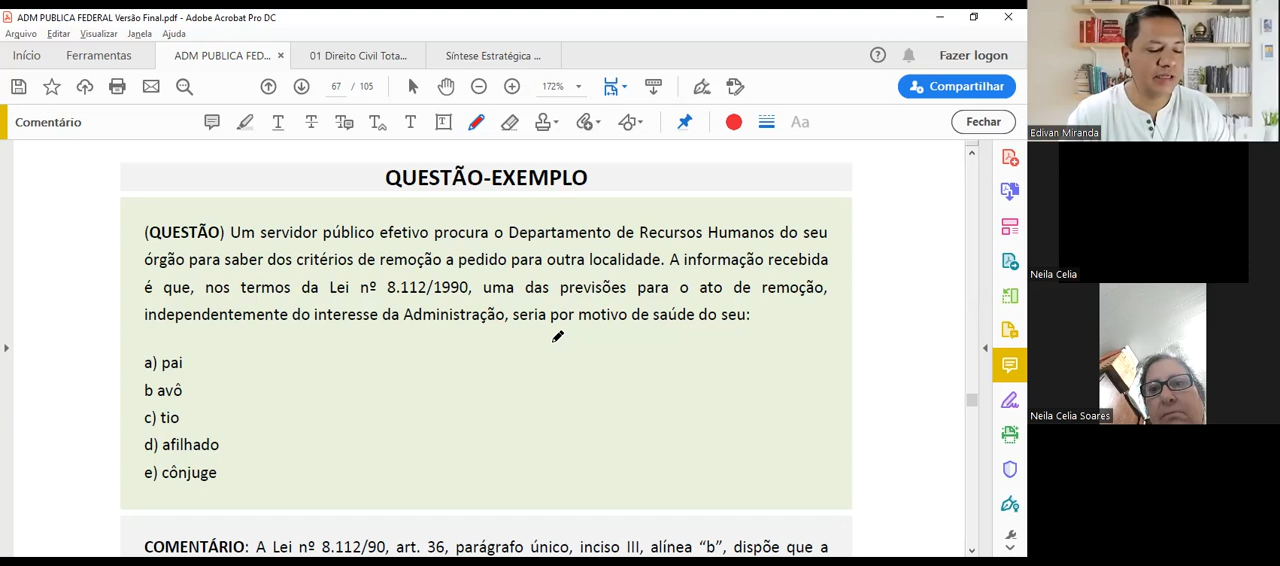 ADM PUBLICA FEDERAL Versão Final.pdf - Adobe Acrobat Pro DC
Arquivo Editar Visualizar Janela Ajuda
Início Ferramentas ADM PUBLICA FED... × 01 Direito Civil Tota... Síntese Estratégica ... Fazer logon
67 / 105 172% Compartilhar
Comentário Aa Fechar
QUESTÃO-EXEMPLO
(QUESTÃO) Um servidor público efetivo procura o Departamento de Recursos Humanos do seu
órgão para saber dos critérios de remoção a pedido para outra localidade. A informação recebida
é que, nos termos da Lei nº 8.112/1990, uma das previsões para o ato de remoção,
independentemente do interesse da Administração, seria por motivo de saúde do seu:
a) pai
b avô
c) tio
d) afilhado
e) cônjuge
COMENTÁRIO: A Lei nº 8.112/90, art. 36, parágrafo único, inciso III, alínea “b”, dispõe que a
Edivan Miranda
Neila Celia
Neila Celia Soares